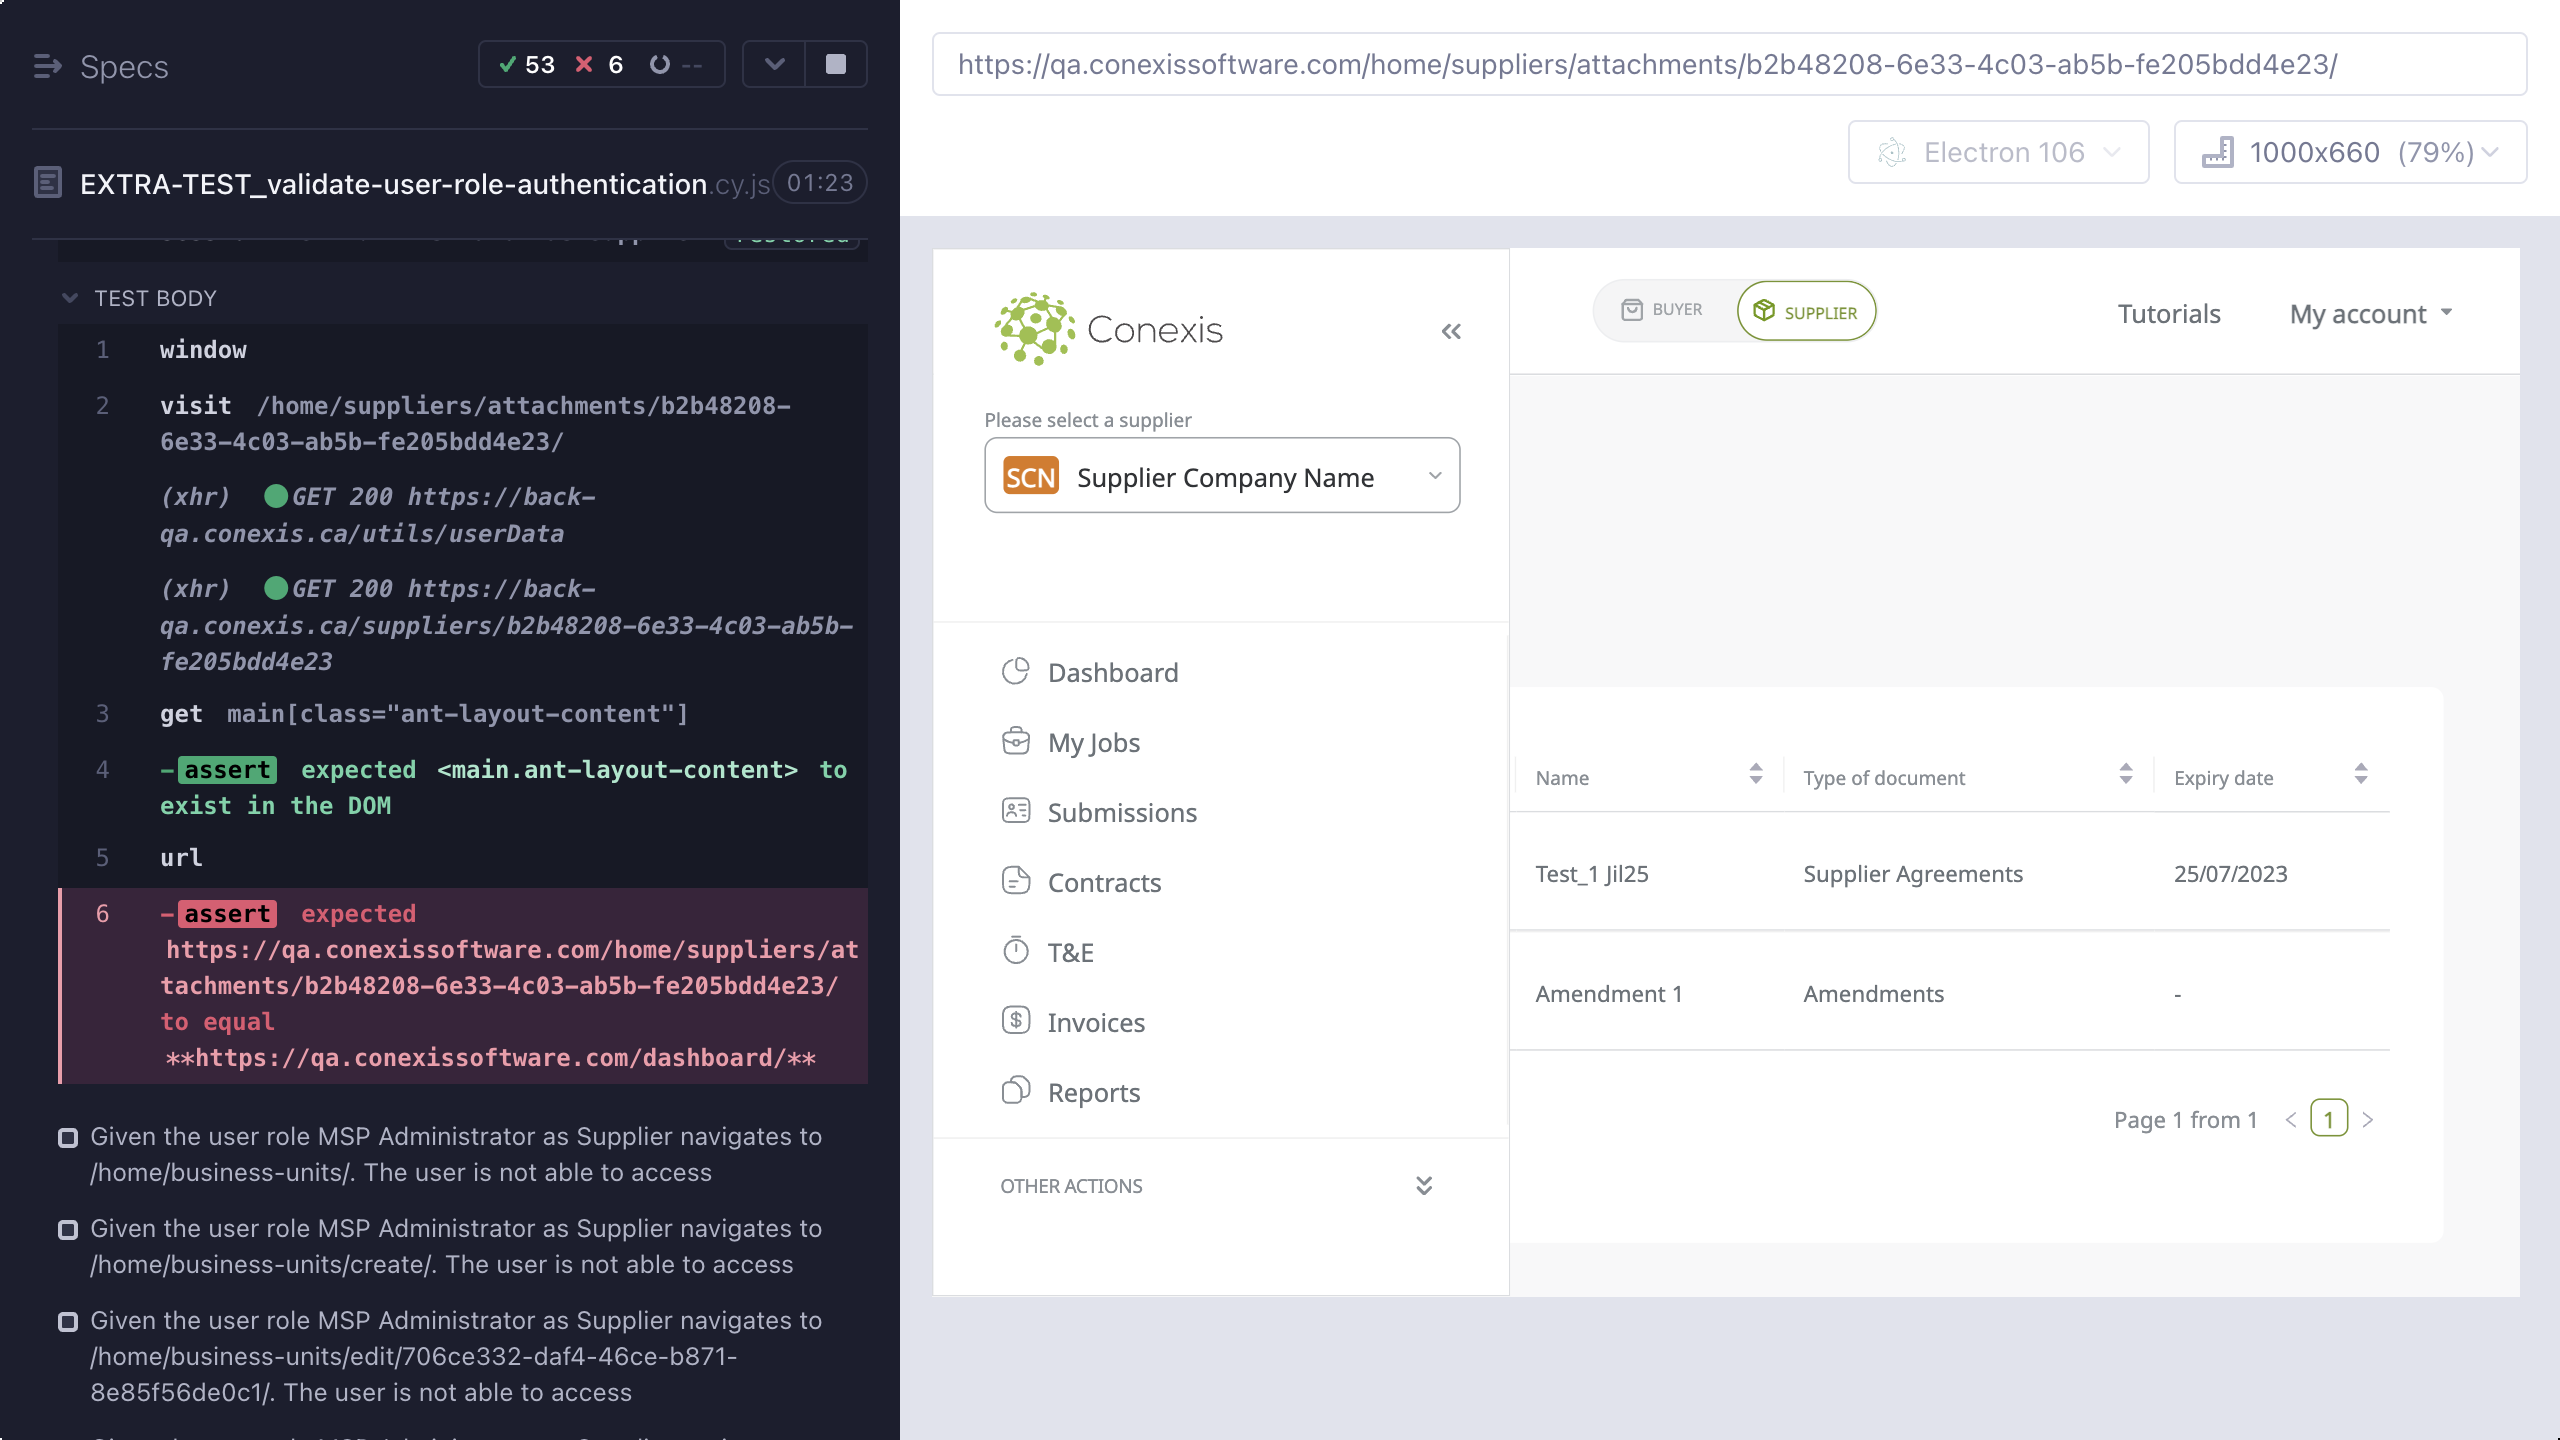 Specs
53 6 --
EXTRA-TEST_validate-user-role-authentication.cy.js 01:23
TEST BODY
1 window
2 visit /home/suppliers/attachments/b2b48208-
6e33-4c03-ab5b-fe205bdd4e23/
(xhr) GET 200 https://back-
qa.conexis.ca/utils/userData
(xhr) GET 200 https://back-
qa.conexis.ca/suppliers/b2b48208-6e33-4c03-ab5b-
fe205bdd4e23
3 get main[class="ant-layout-content"]
4 -assert expected <main.ant-layout-content> to
exist in the DOM
5 url
6 -assert expected
https://qa.conexissoftware.com/home/suppliers/at
tachments/b2b48208-6e33-4c03-ab5b-fe205bdd4e23/
to equal
**https://qa.conexissoftware.com/dashboard/**
Given the user role MSP Administrator as Supplier navigates to
/home/business-units/. The user is not able to access
Given the user role MSP Administrator as Supplier navigates to
/home/business-units/create/. The user is not able to access
Given the user role MSP Administrator as Supplier navigates to
/home/business-units/edit/706ce332-daf4-46ce-b871-
8e85f56de0c1/. The user is not able to access
https://qa.conexissoftware.com/home/suppliers/attachments/b2b48208-6e33-4c03-ab5b-fe205bdd4e23/
Electron 106
1000x660 (79%)
Conexis
BUYER
SUPPLIER
Tutorials
My account
Please select a supplier
SCN Supplier Company Name
Dashboard
My Jobs
Submissions
Contracts
T&E
Invoices
Reports
OTHER ACTIONS
Name Type of document Expiry date
Test_1 Jil25 Supplier Agreements 25/07/2023
Amendment 1 Amendments -
Page 1 from 1 < 1 >